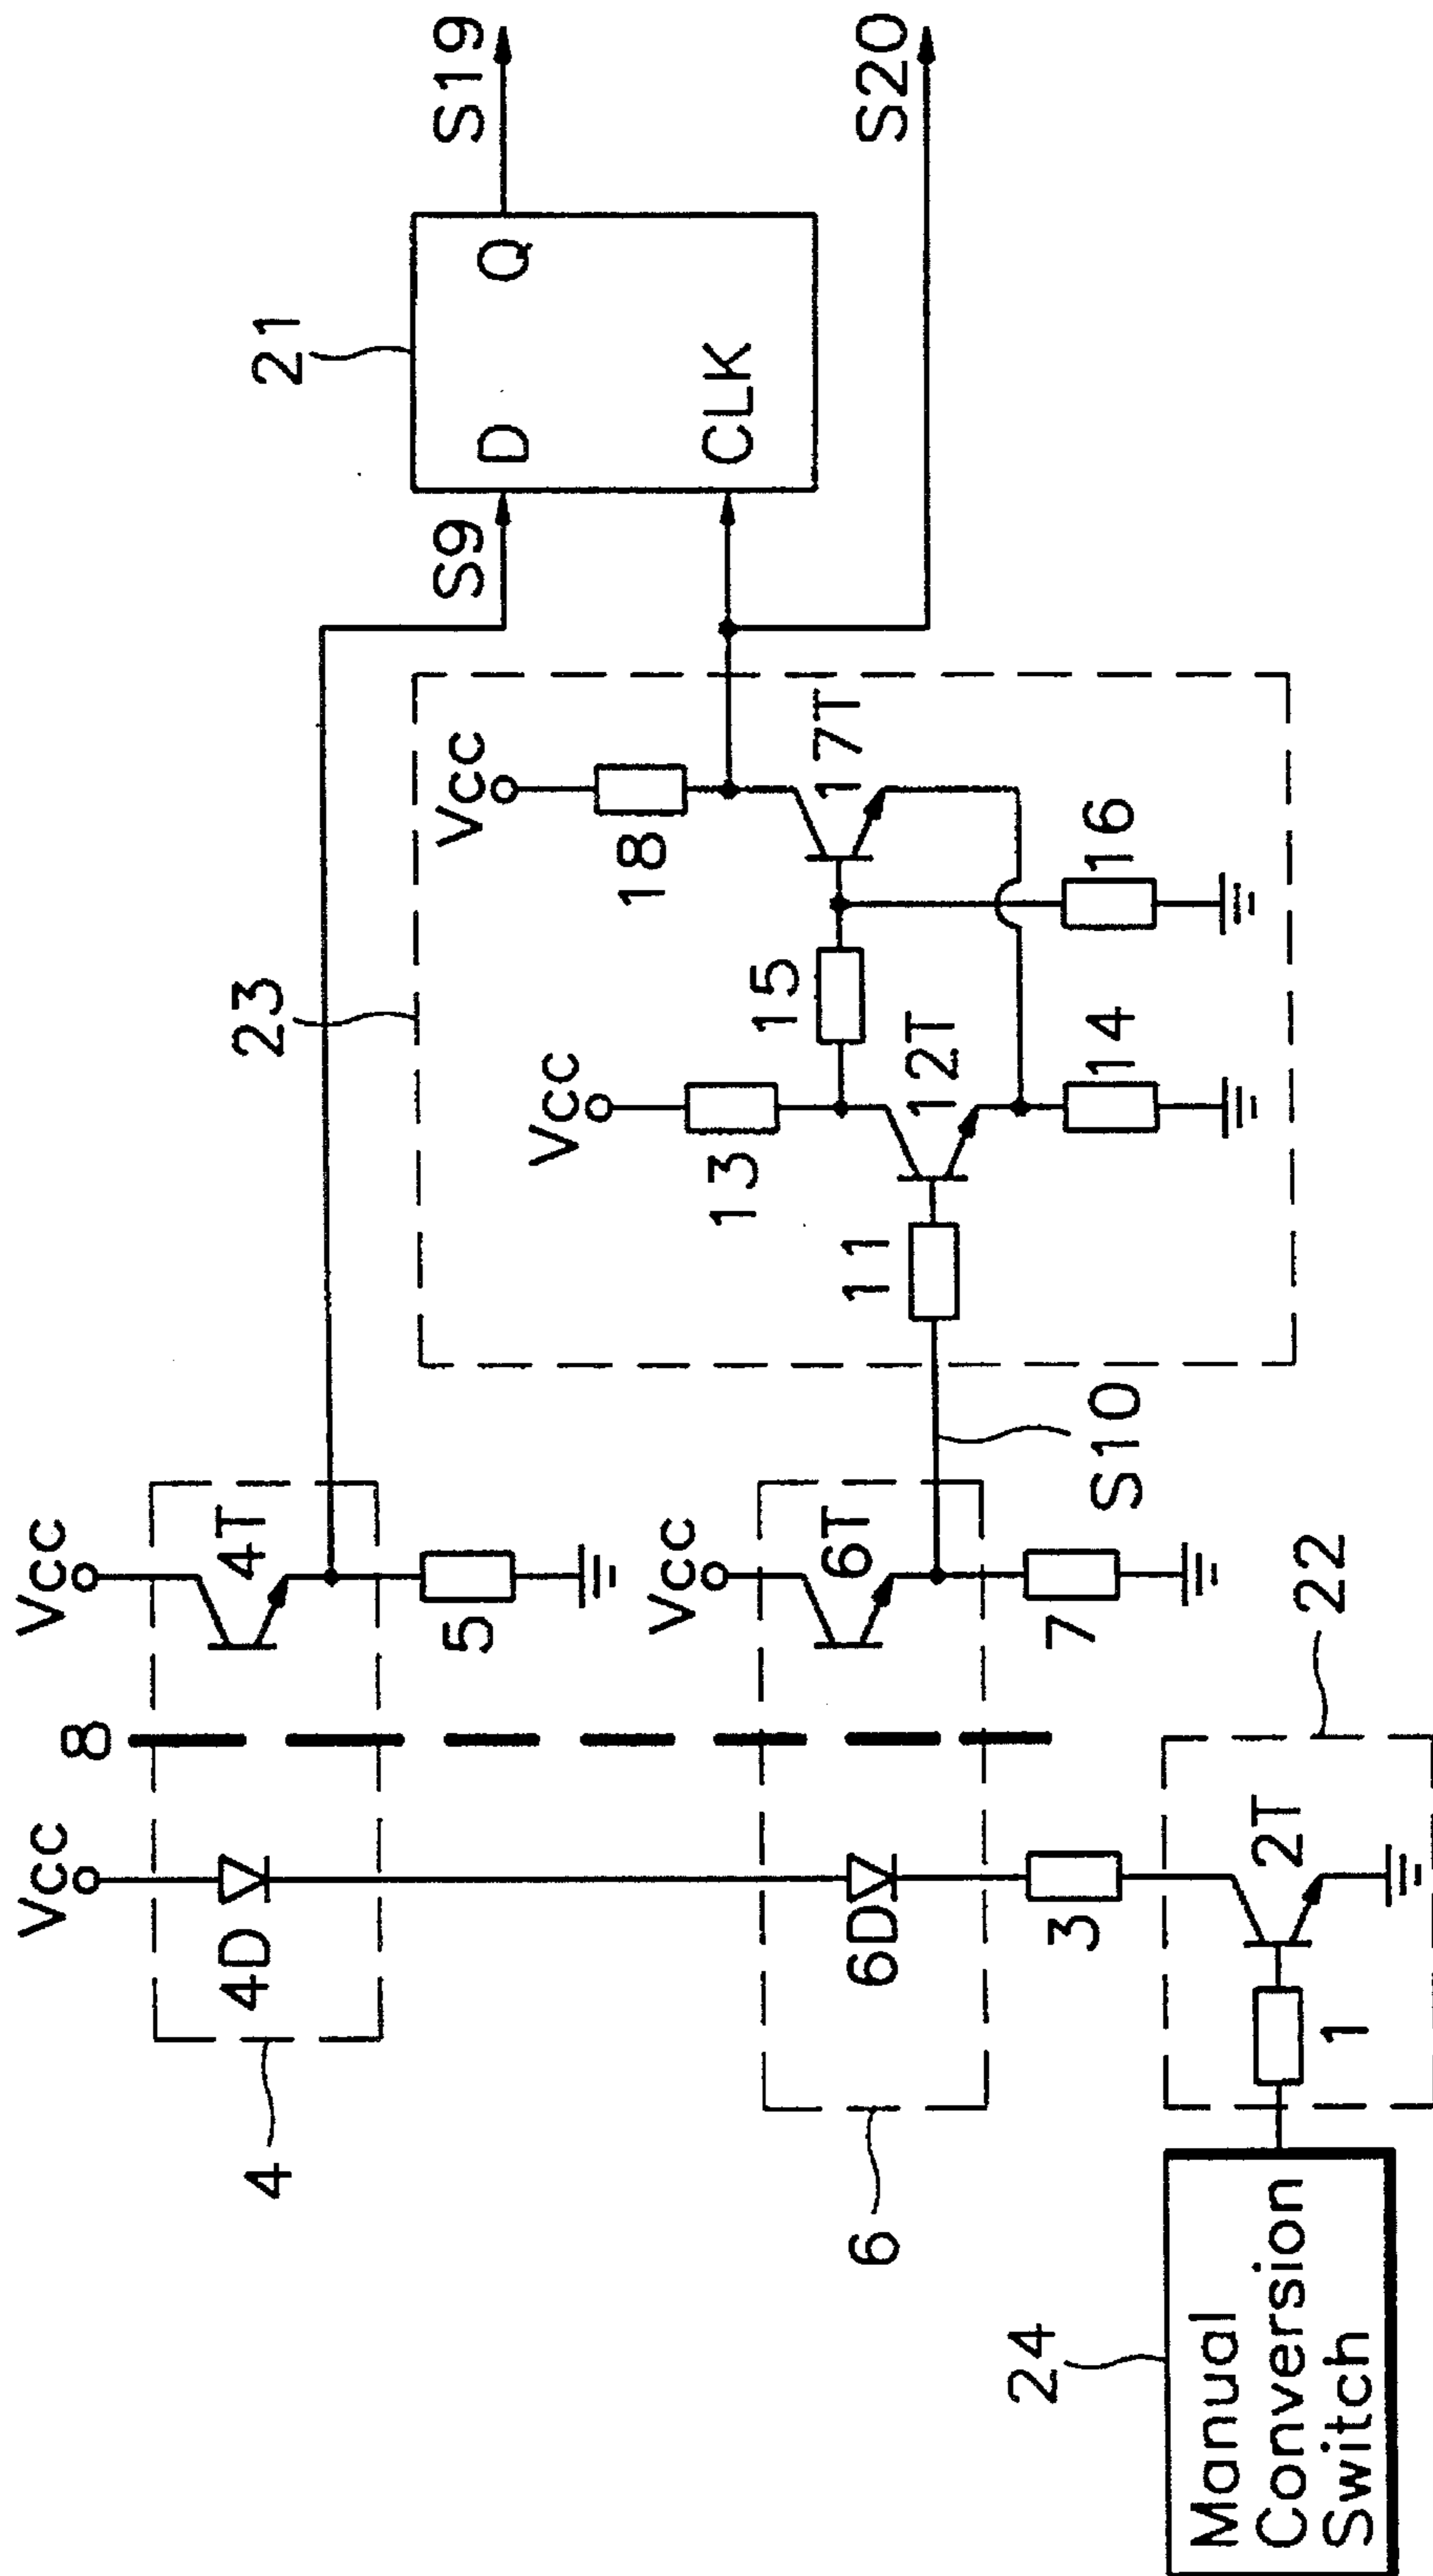 8
Vcc
Vcc
4D
4T
4
5
S9
D
Q
S19
21
23
Vcc
6D
6T
6
7
S10
3
Vcc
13
11
12T
15
14
Vcc
18
17T
16
CLK
S20
24
Manual
Conversion
Switch
1
2T
22